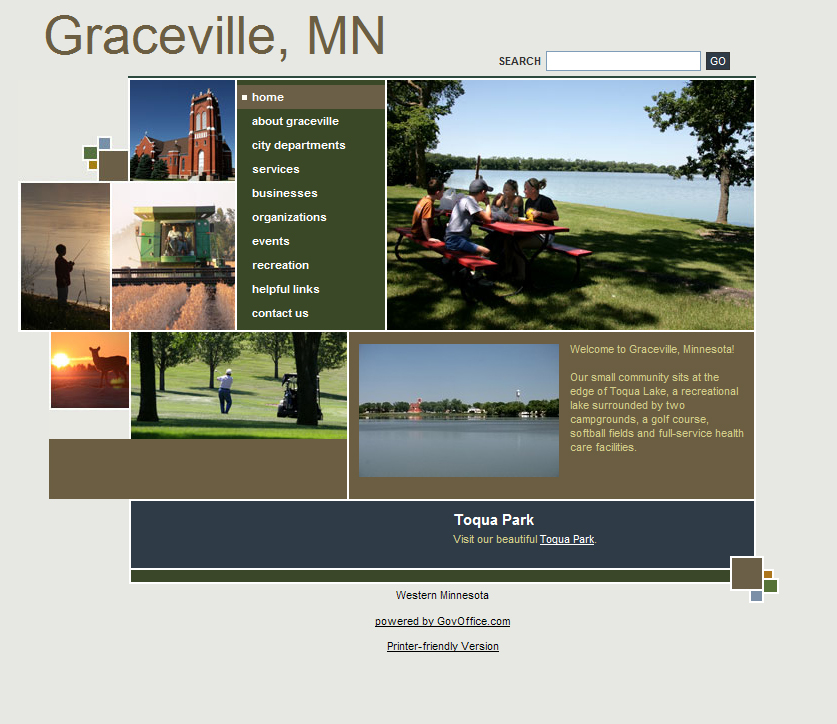 Graceville, MN
SEARCH GO
home
about graceville
city departments
services
businesses
organizations
events
recreation
helpful links
contact us
Welcome to Graceville, Minnesota!
Our small community sits at the
edge of Toqua Lake, a recreational
lake surrounded by two
campgrounds, a golf course,
softball fields and full-service health
care facilities.
Toqua Park
Visit our beautiful Toqua Park.
Western Minnesota
powered by GovOffice.com
Printer-friendly Version